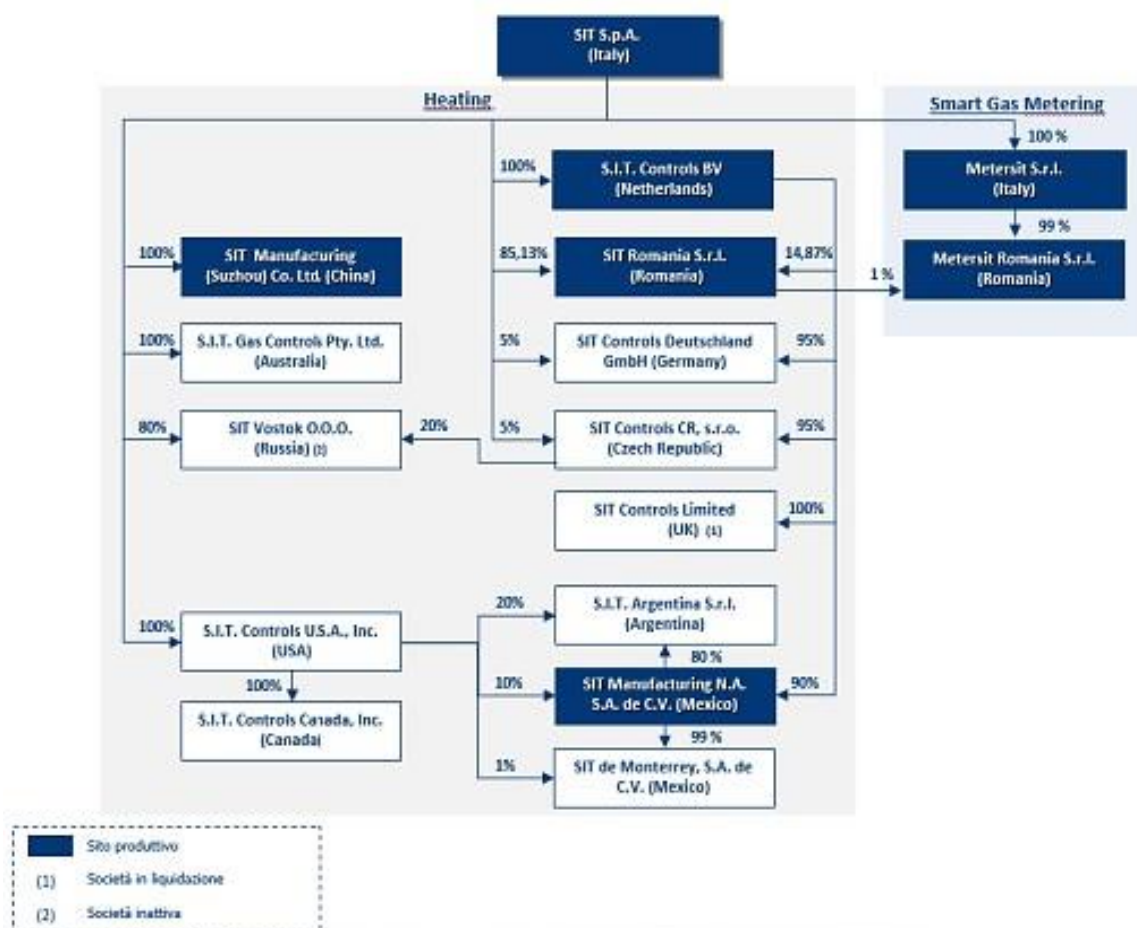 SIT S.p.A.
(Italy)
Heating
Smart Gas Metering
100 %
100%
S.I.T. Controls BV
(Netherlands)
Metersit S.r.l.
(Italy)
99 %
100%
SIT Manufacturing
(Suzhou) Co. Ltd. (China)
85,13%
SIT Romania S.r.l.
(Romania)
14,87%
1 %
Metersit Romania S.r.l.
(Romania)
100%
S.I.T. Gas Controls Pty. Ltd.
(Australia)
5%
SIT Controls Deutschland
GmbH (Germany)
95%
80%
SIT Vostok O.O.O.
(Russia) (2)
20%
5%
SIT Controls CR, s.r.o.
(Czech Republic)
95%
SIT Controls Limited
(UK) (1)
100%
20%
S.I.T. Argentina S.r.l.
(Argentina)
100%
S.I.T. Controls U.S.A., Inc.
(USA)
80 %
100%
10%
SIT Manufacturing N.A.
S.A. de C.V. (Mexico)
90%
S.I.T. Controls Canada, Inc.
(Canada)
99 %
1%
SIT de Monterrey, S.A. de
C.V. (Mexico)
Sito produttivo
(1) Società in liquidazione
(2) Società inattiva